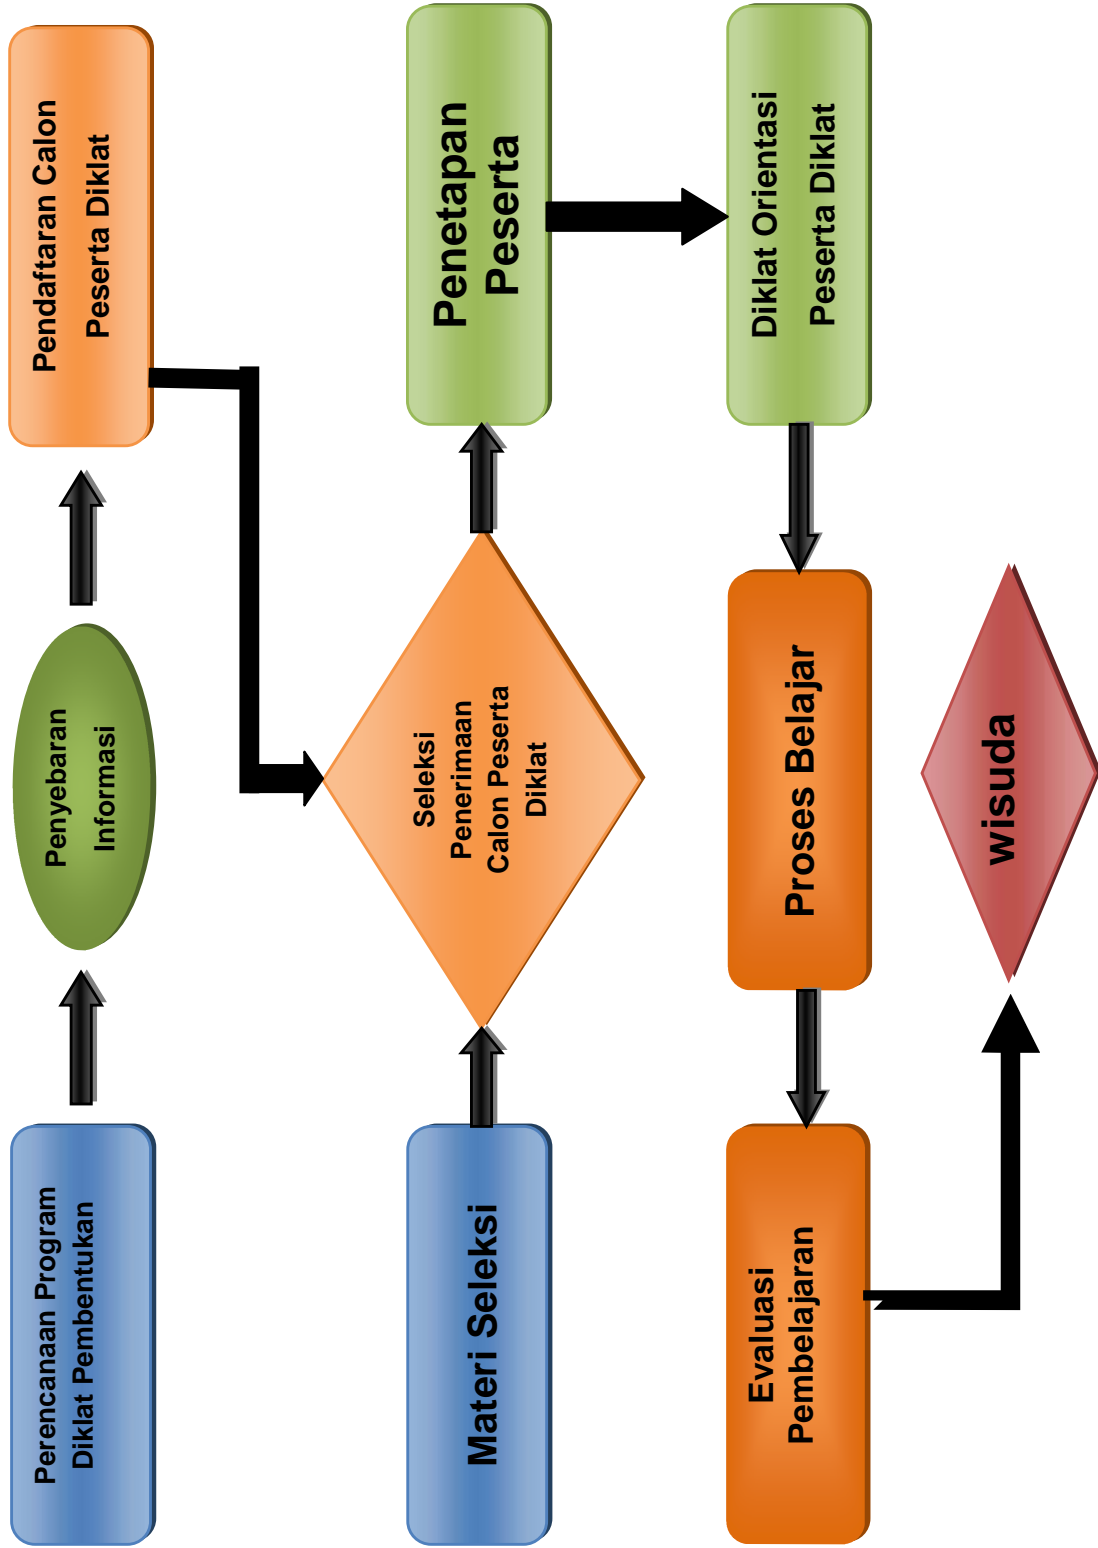 Perencanaan Program
Diklat Pembentukan
Penyebaran
Informasi
Pendaftaran Calon
Peserta Diklat
Materi Seleksi
Seleksi
Penerimaan
Calon Peserta
Diklat
Penetapan
Peserta
Diklat Orientasi
Peserta Diklat
Proses Belajar
Evaluasi
Pembelajaran
wisuda